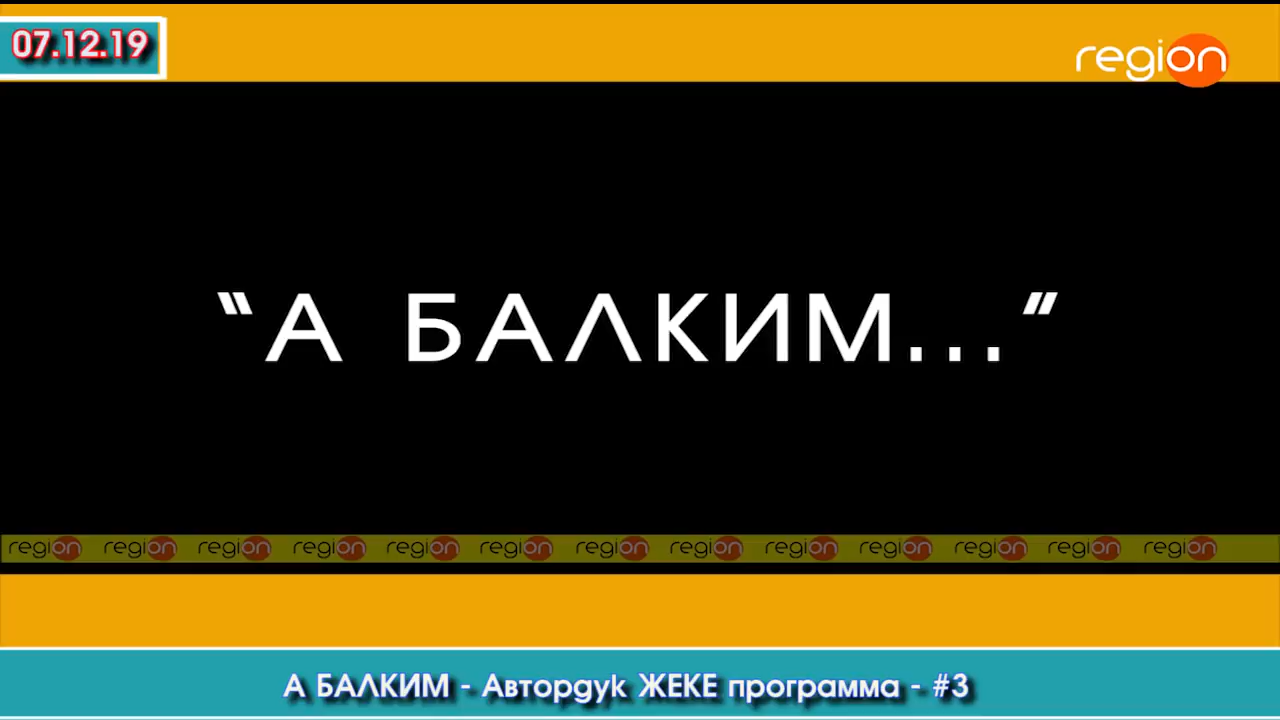 07.12.19
region
“А БАЛКИМ...”
region region region region region region region region region region region region region
А БАЛКИМ - Автордук ЖЕКЕ программа - #3